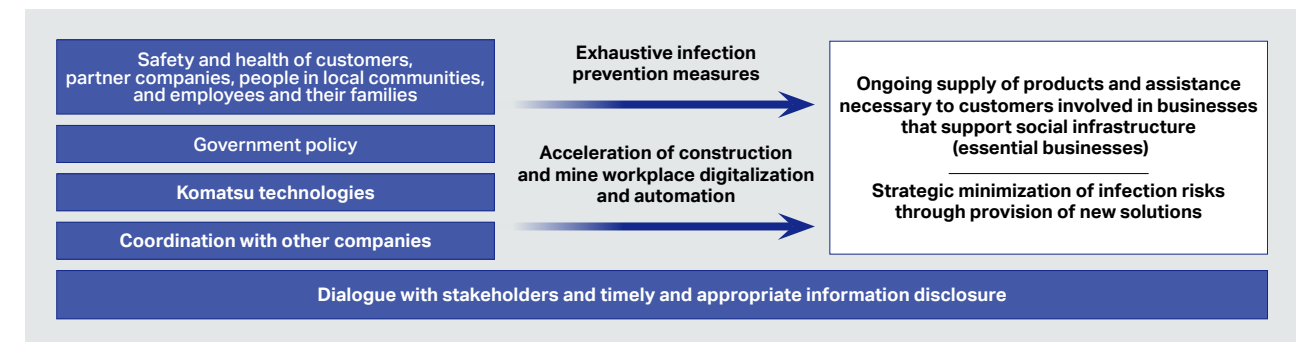 Safety and health of customers,
partner companies, people in local communities,
and employees and their families
Government policy
Komatsu technologies
Coordination with other companies
Exhaustive infection
prevention measures
Acceleration of construction
and mine workplace digitalization
and automation
Ongoing supply of products and assistance
necessary to customers involved in businesses
that support social infrastructure
(essential businesses)
Strategic minimization of infection risks
through provision of new solutions
Dialogue with stakeholders and timely and appropriate information disclosure